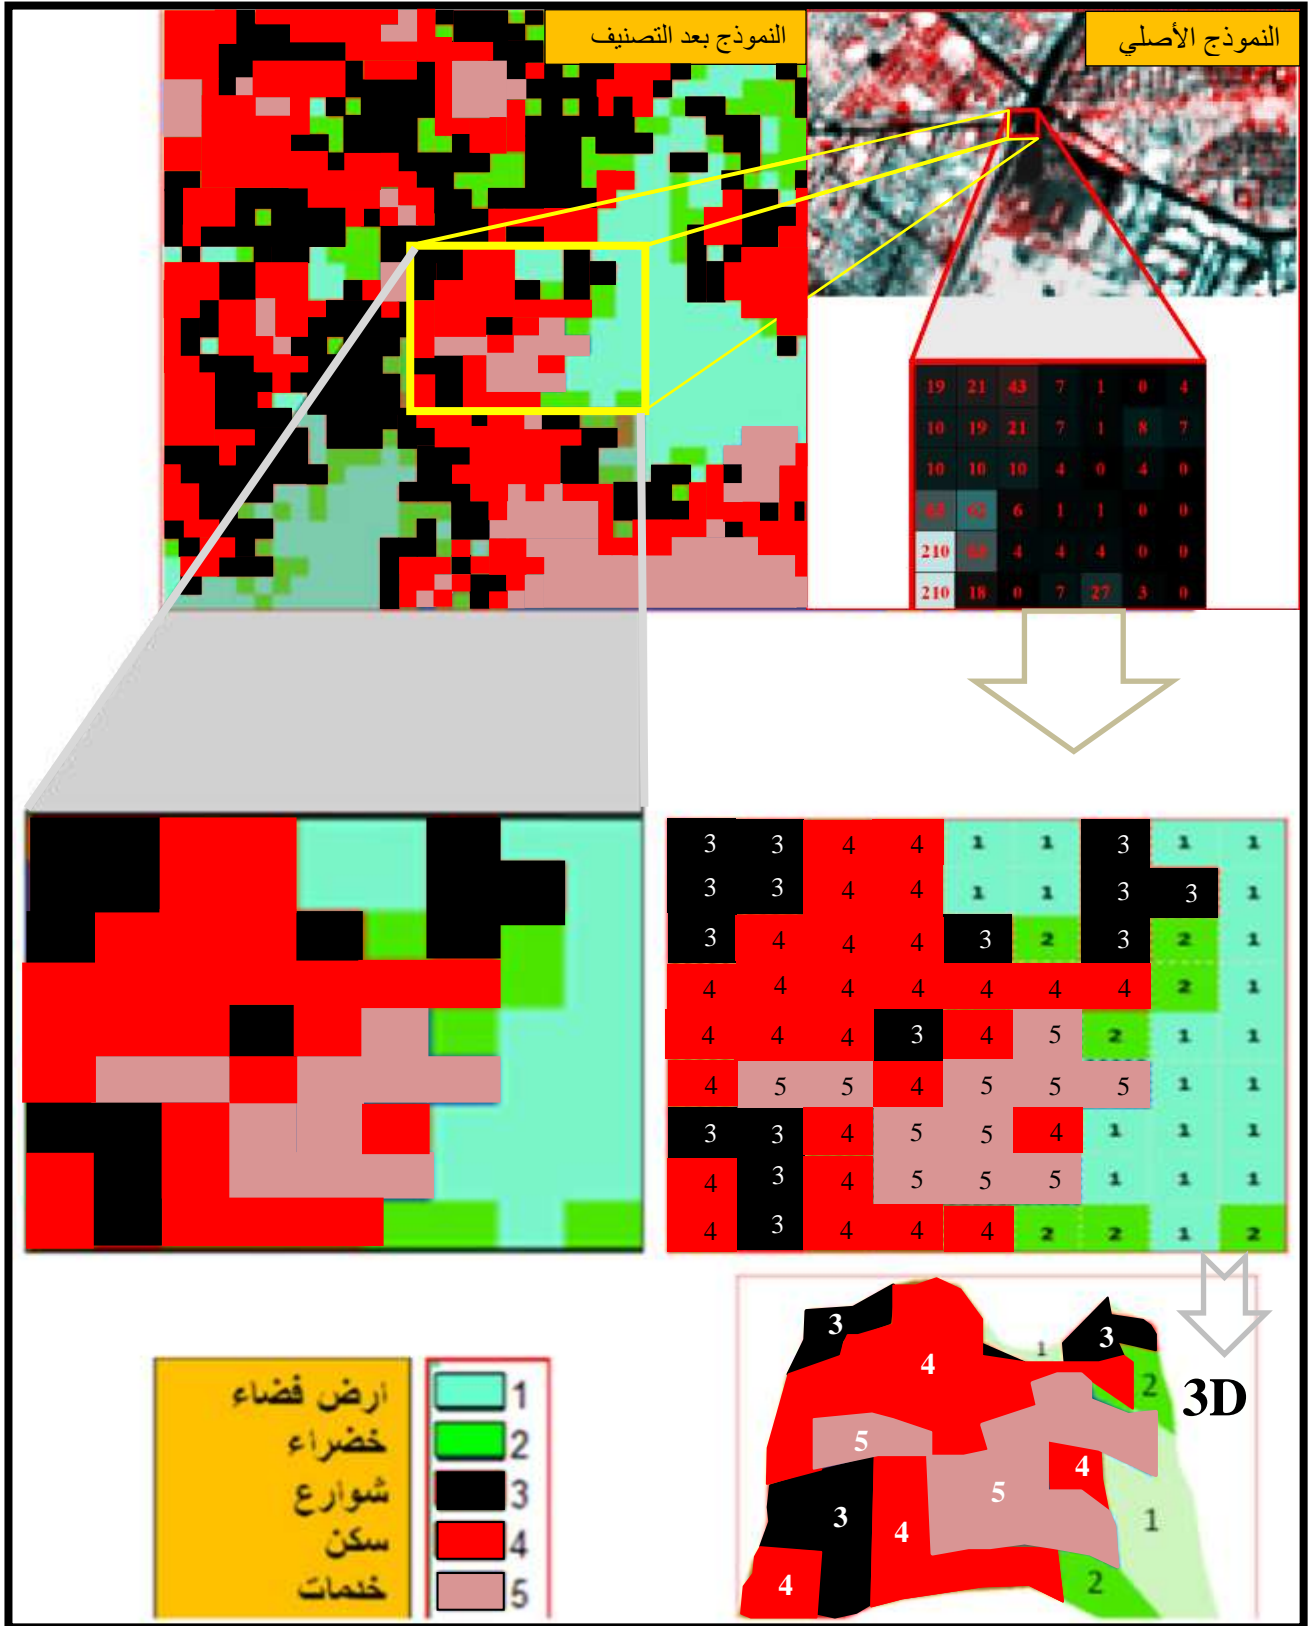 النموذج الأصلي
النموذج بعد التصنيف
19 21 43 7 1 0 4
10 19 21 7 1 8 7
10 10 10 4 0 4 0
62 6 1 1 0 0
210 4 4 4 0 0
210 18 0 7 27 3 0
3 3 4 4 1 1 3 1 1
3 3 4 4 1 1 3 3 1
3 4 4 4 3 2 3 2 1
4 4 4 4 4 4 4 2 1
4 4 4 3 4 5 2 1 1
4 5 5 4 5 5 5 1 1
3 3 4 5 5 4 1 1 1
4 3 4 5 5 5 1 1 1
4 3 4 4 4 2 2 1 2
3 3 1
4
2 3D
5 4
5
3 4 1
4 2
ارض فضاء 1
خضراء 2
شوارع 3
سكن 4
خدمات 5